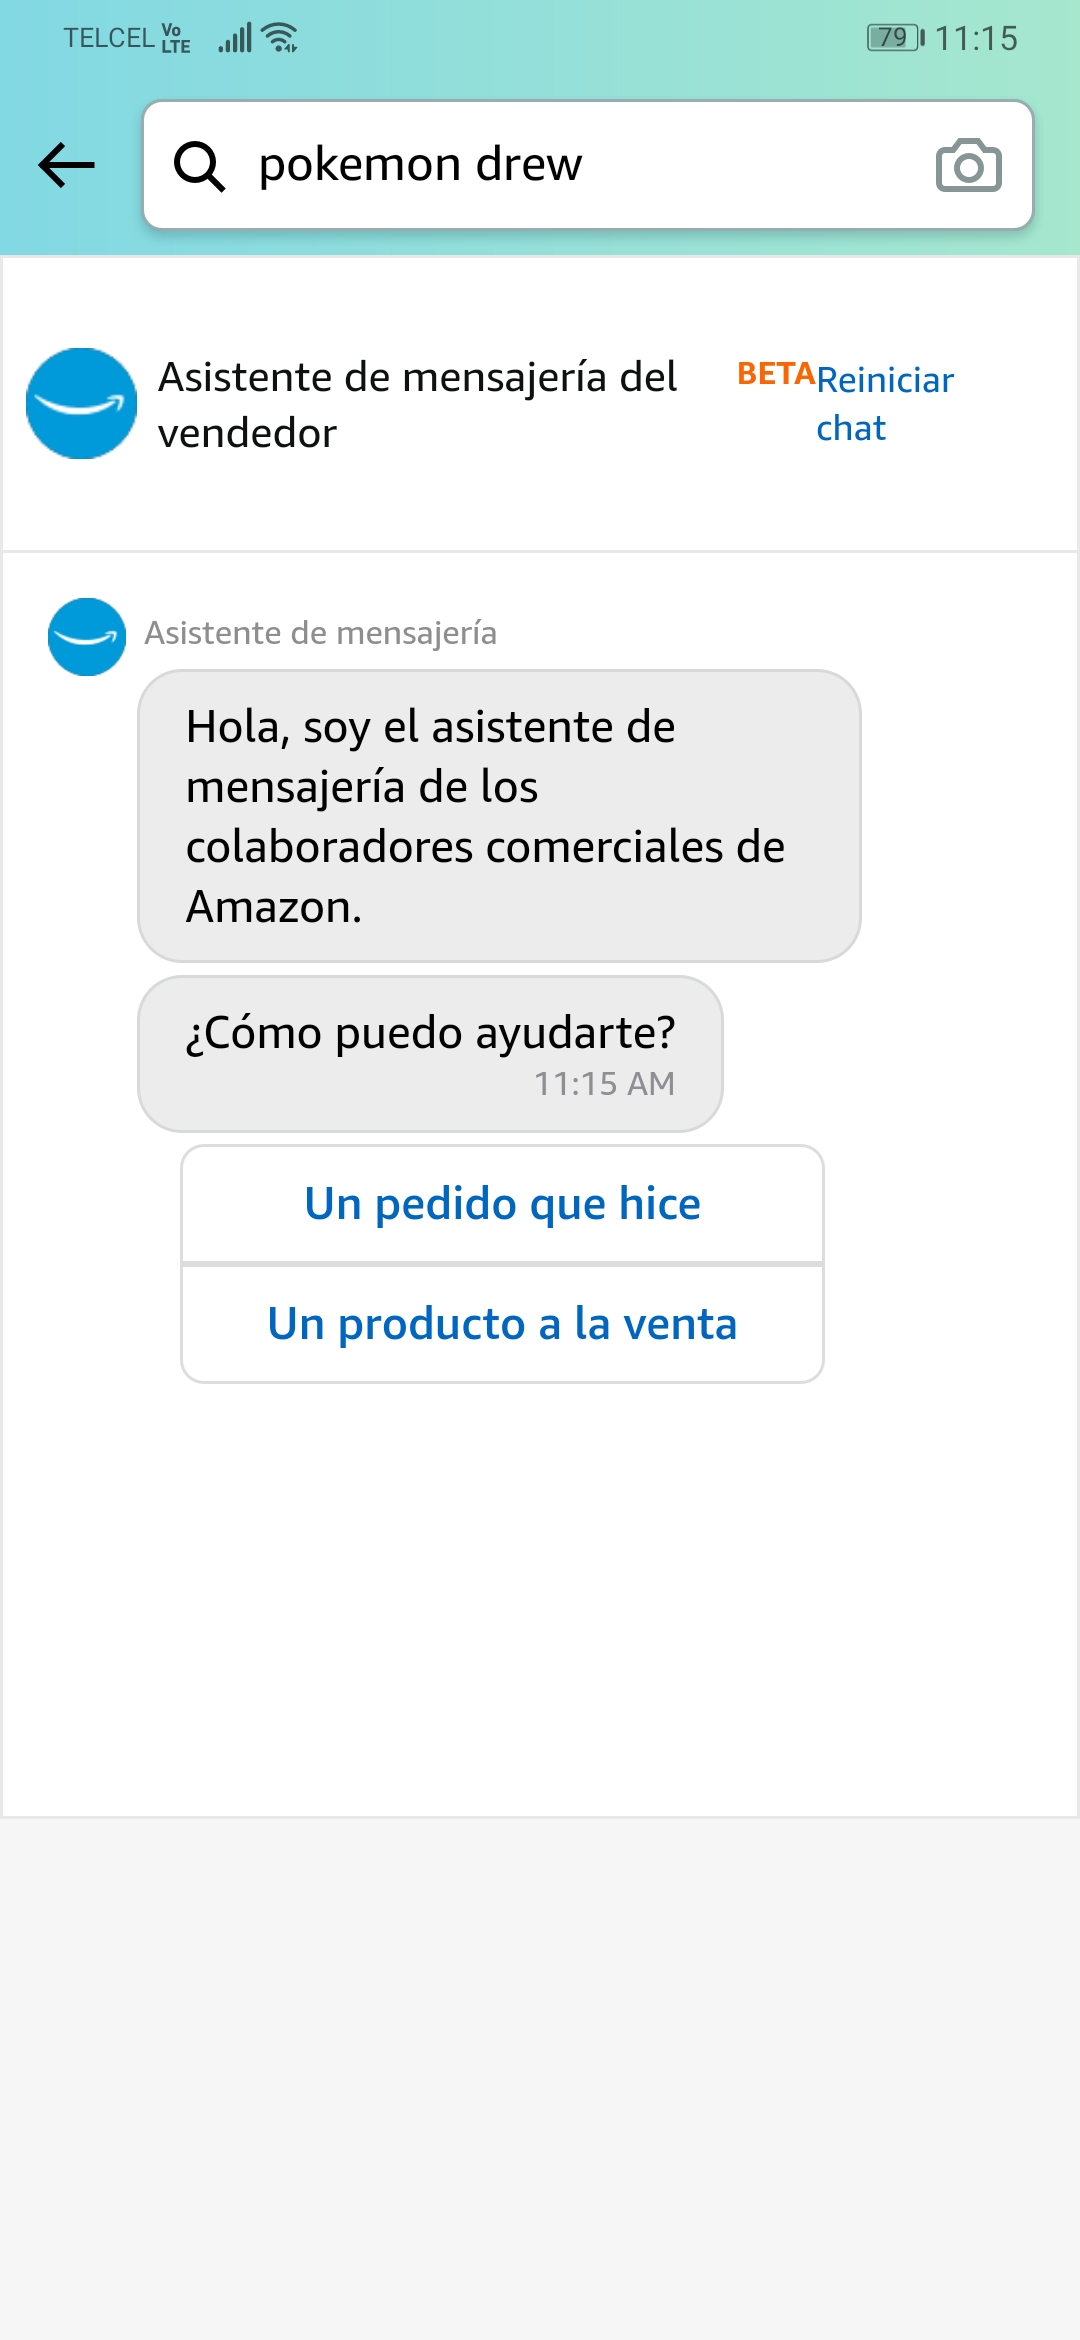 TELCEL Vo LTE 79 11:15
pokemon drew
Asistente de mensajería del
vendedor
BETA
Reiniciar
chat
Asistente de mensajería
Hola, soy el asistente de
mensajería de los
colaboradores comerciales de
Amazon.
¿Cómo puedo ayudarte?
11:15 AM
Un pedido que hice
Un producto a la venta